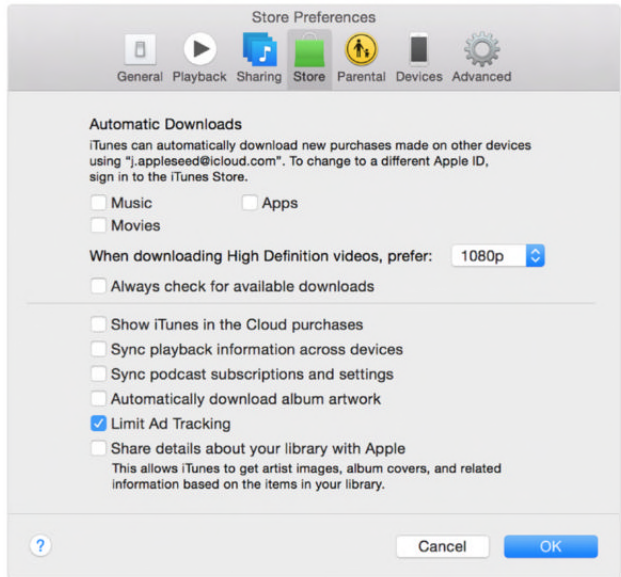 Store Preferences
General Playback Sharing Store Parental Devices Advanced
Automatic Downloads
iTunes can automatically download new purchases made on other devices
using "j.appleseed@icloud.com". To change to a different Apple ID,
sign in to the iTunes Store.
Music Apps
Movies
When downloading High Definition videos, prefer: 1080p
Always check for available downloads
Show iTunes in the Cloud purchases
Sync playback information across devices
Sync podcast subscriptions and settings
Automatically download album artwork
Limit Ad Tracking
Share details about your library with Apple
This allows iTunes to get artist images, album covers, and related
information based on the items in your library.
? Cancel OK